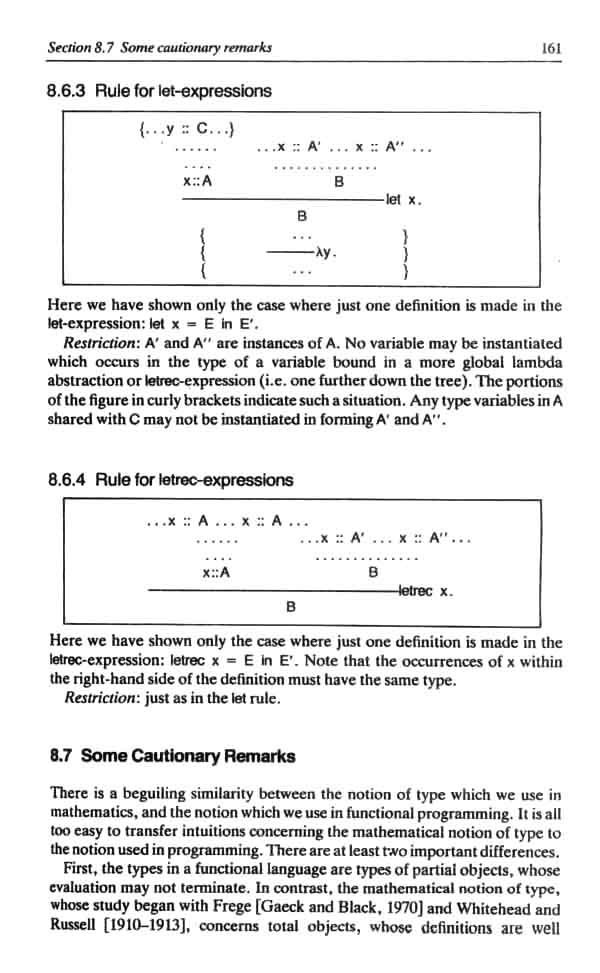 Section 8.7 Some cautionary remarks 161
8.6.3 Rule for let-expressions
{...y :: C...}
...... ...x :: A' ... x :: A'' ...
.... ..............
x::A B
let x.
B
{ ... }
{ λy. }
{ ... }
Here we have shown only the case where just one definition is made in the
let-expression: let x = E in E'.
Restriction: A' and A'' are instances of A. No variable may be instantiated
which occurs in the type of a variable bound in a more global lambda
abstraction or letrec-expression (i.e. one further down the tree). The portions
of the figure in curly brackets indicate such a situation. Any type variables in A
shared with C may not be instantiated in forming A' and A''.
8.6.4 Rule for letrec-expressions
...x :: A ... x :: A ...
...... ...x :: A' ... x :: A''...
.... ..............
x::A B
letrec x.
B
Here we have shown only the case where just one definition is made in the
letrec-expression: letrec x = E in E'. Note that the occurrences of x within
the right-hand side of the definition must have the same type.
Restriction: just as in the let rule.
8.7 Some Cautionary Remarks
There is a beguiling similarity between the notion of type which we use in
mathematics, and the notion which we use in functional programming. It is all
too easy to transfer intuitions concerning the mathematical notion of type to
the notion used in programming. There are at least two important differences.
First, the types in a functional language are types of partial objects, whose
evaluation may not terminate. In contrast, the mathematical notion of type,
whose study began with Frege [Gaeck and Black, 1970] and Whitehead and
Russell [1910–1913], concerns total objects, whose definitions are well